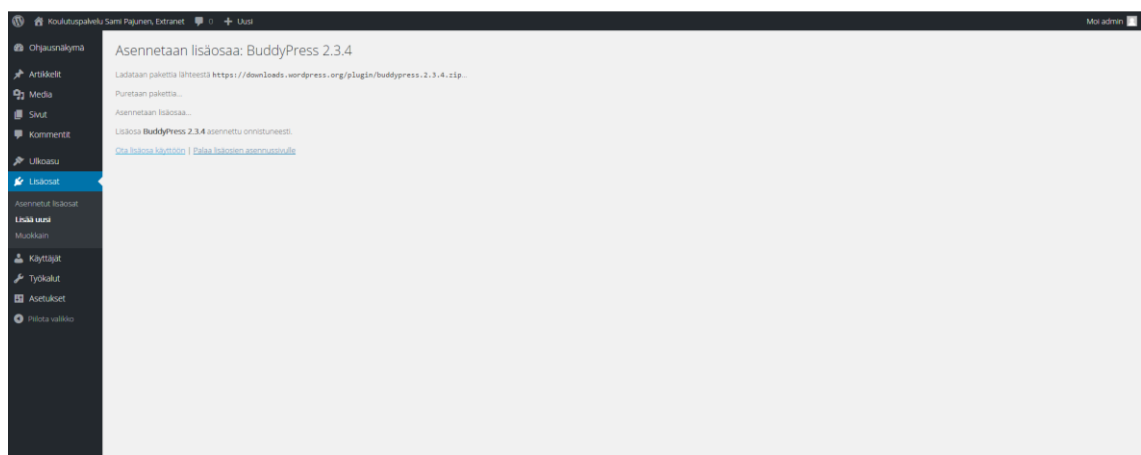 Koulutuspalvelu Sami Pajunen, Extranet 0 + Uusi Moi admin
Ohjausnäkymä
Artikkelit
Media
Sivut
Kommentit
Ulkoasu
Lisäosat
Asennetut lisäosat
Lisää uusi
Muokkain
Käyttäjät
Työkalut
Asetukset
Piilota valikko
Asennetaan lisäosaa: BuddyPress 2.3.4
Ladataan pakettia lähteestä https://downloads.wordpress.org/plugin/buddypress.2.3.4.zip…
Puretaan pakettia…
Asennetaan lisäosaa…
Lisäosa BuddyPress 2.3.4 asennettu onnistuneesti.
Ota lisäosa käyttöön | Palaa lisäosien asennussivulle